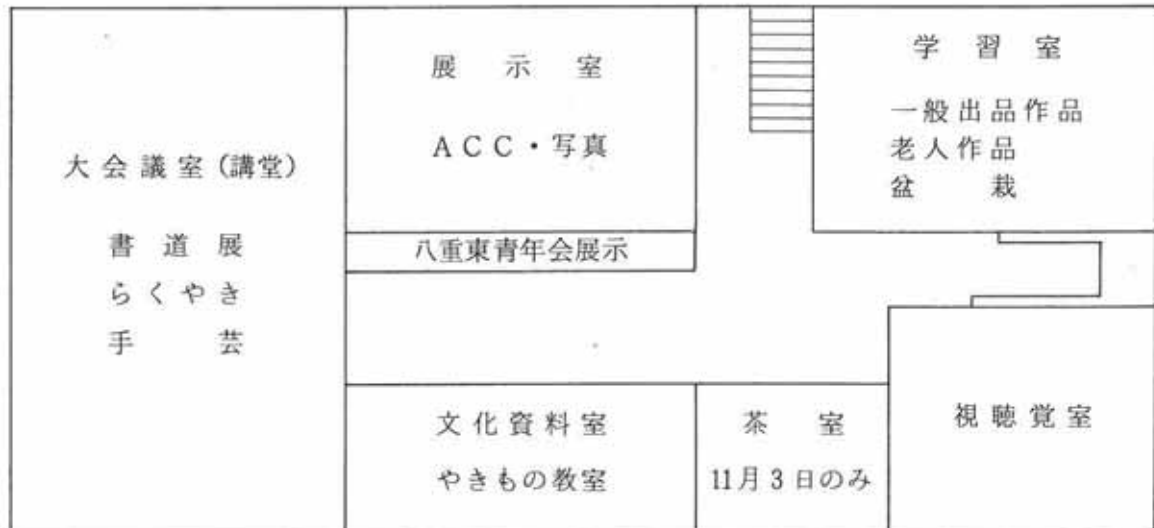 大会議室(講堂)
書道展
らくやき
手芸
展示室
ACC・写真
八重東青年会展示
学習室
一般出品作品
老人作品
盆栽
文化資料室
やきもの教室
茶室
11月3日のみ
視聴覚室